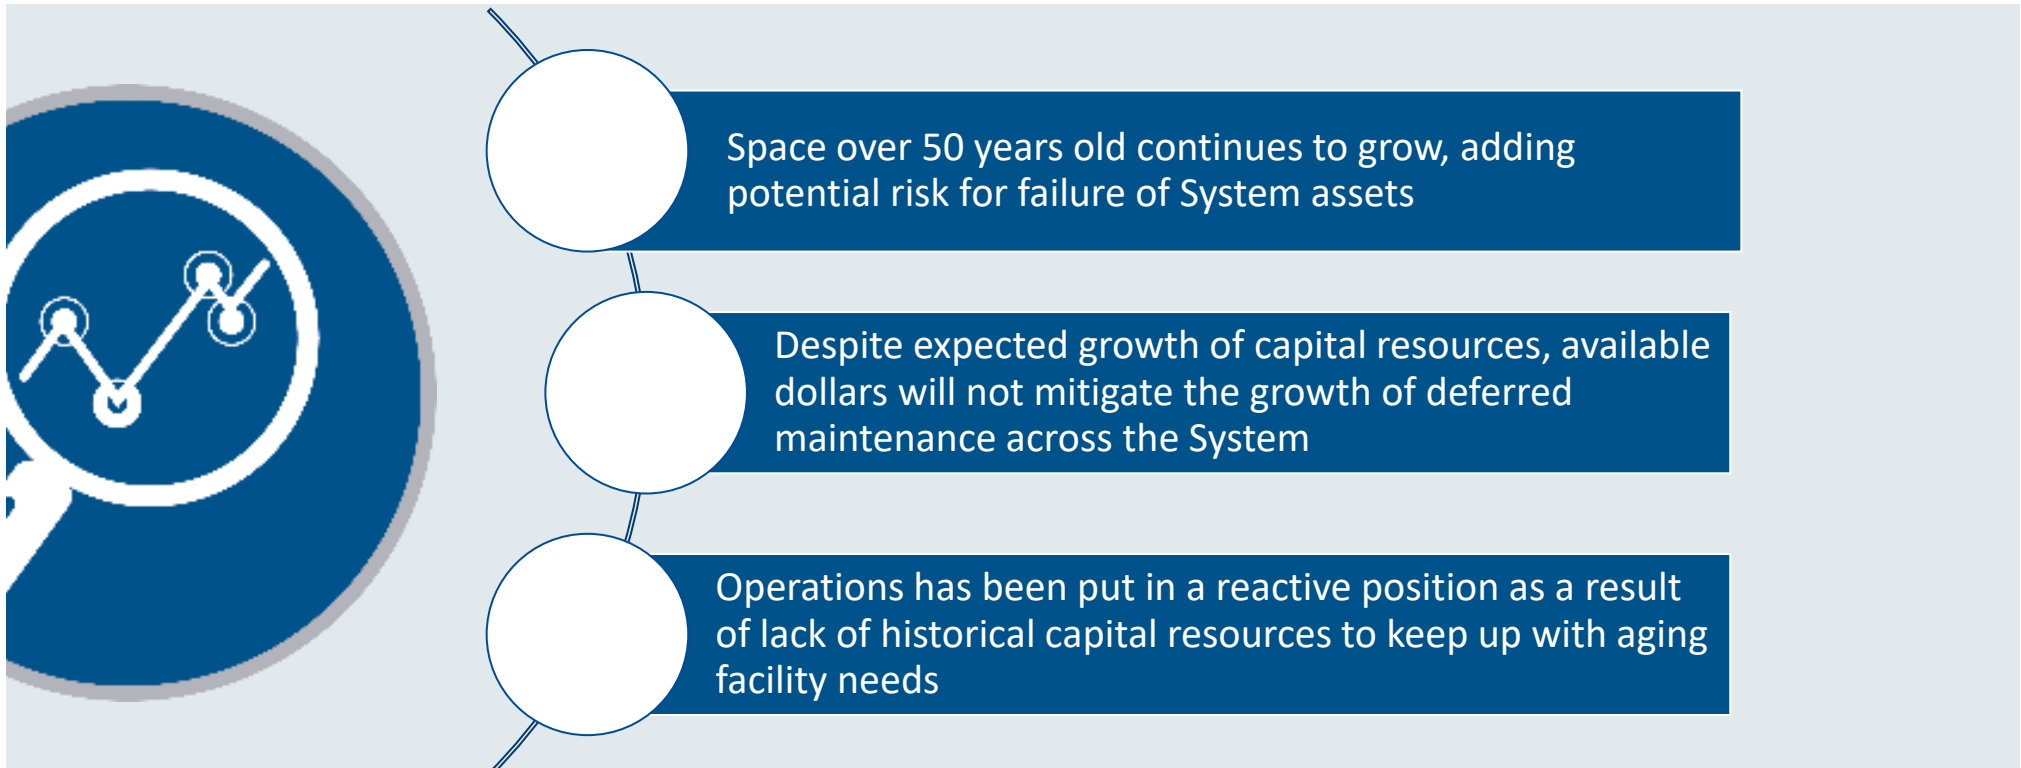 Space over 50 years old continues to grow, adding
potential risk for failure of System assets
Despite expected growth of capital resources, available
dollars will not mitigate the growth of deferred
maintenance across the System
Operations has been put in a reactive position as a result
of lack of historical capital resources to keep up with aging
facility needs